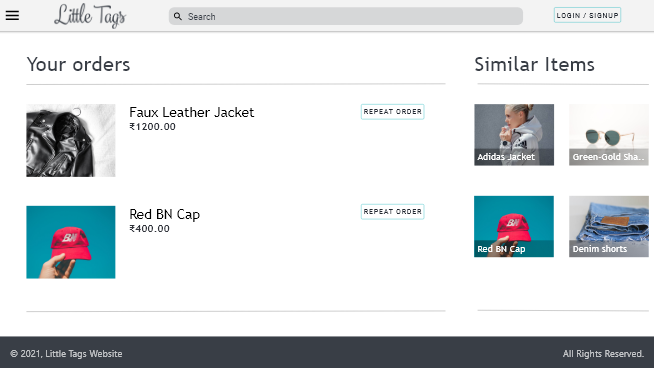 Little Tags
Search
LOGIN / SIGNUP
Your orders
Faux Leather Jacket
₹1200.00
REPEAT ORDER
Red BN Cap
₹400.00
REPEAT ORDER
Similar Items
Adidas Jacket
Green-Gold Sha..
Red BN Cap
Denim shorts
© 2021, Little Tags Website
All Rights Reserved.